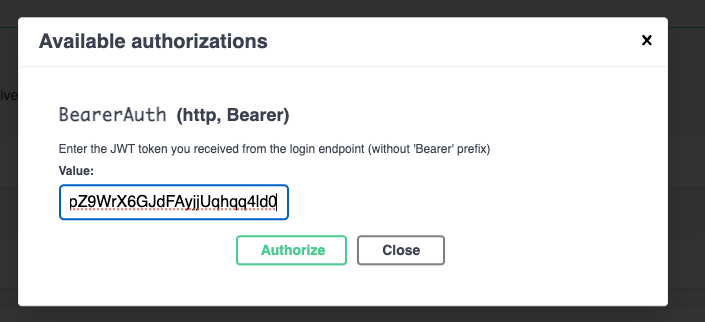 Available authorizations
x
ive
BearerAuth (http, Bearer)
Enter the JWT token you received from the login endpoint (without 'Bearer' prefix)
Value:
pZ9WrX6GJdFAyjjUqhqq4ld0
Authorize
Close